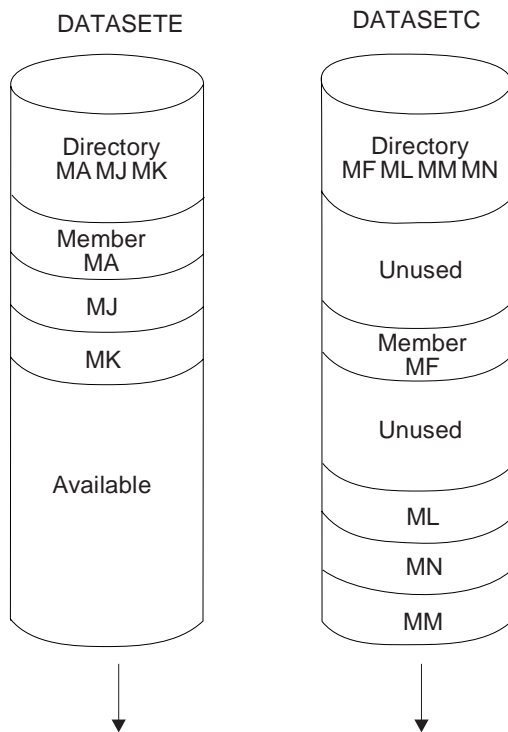 DATASETE
Directory
MA MJ MK
Member
MA
MJ
MK
Available
DATASETC
Directory
MF ML MM MN
Unused
Member
MF
Unused
ML
MN
MM